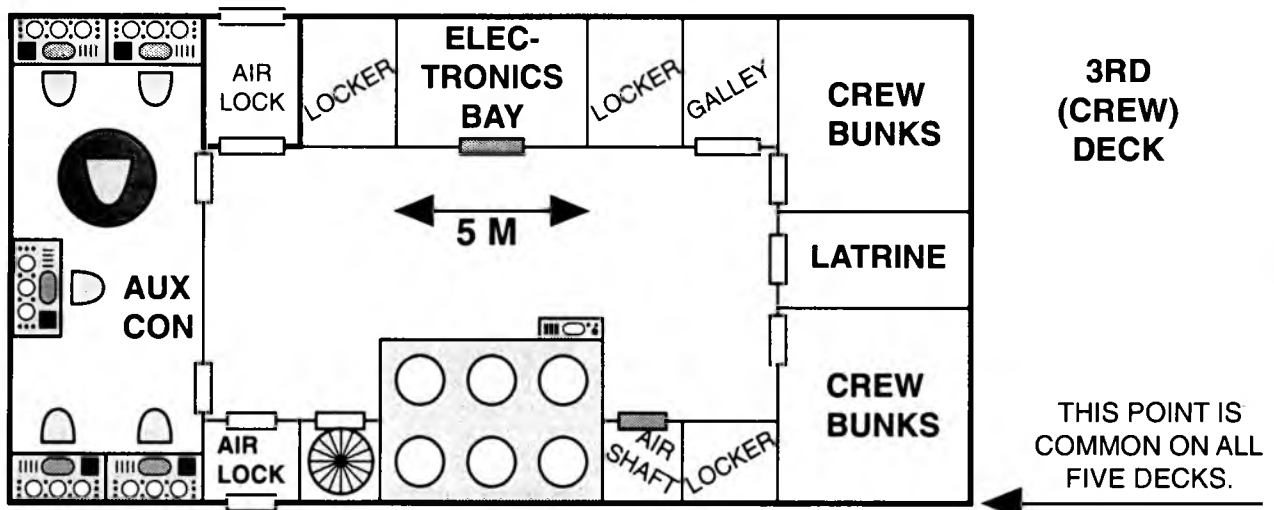 AIR
LOCK
LOCKER
ELEC-
TRONICS
BAY
LOCKER
GALLEY
CREW
BUNKS
3RD
(CREW)
DECK
5 M
LATRINE
AUX
CON
CREW
BUNKS
AIR
LOCK
AIR
SHAFT
LOCKER
THIS POINT IS
COMMON ON ALL
FIVE DECKS.